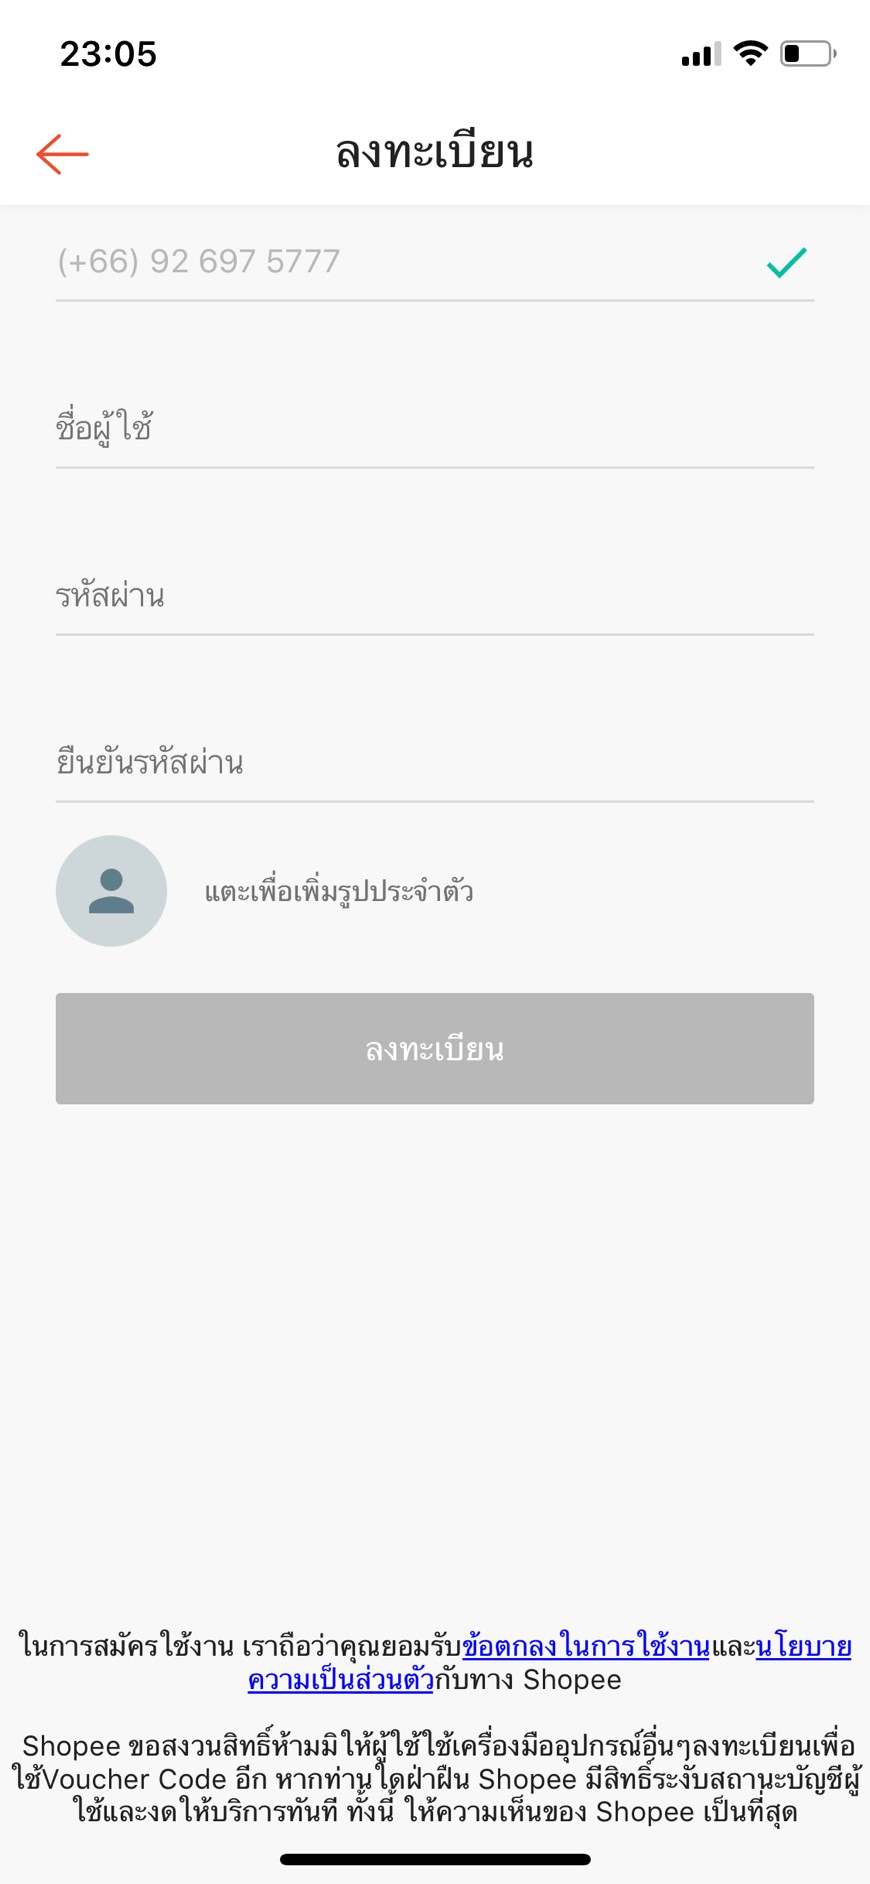 23:05
ลงทะเบียน
(+66) 92 697 5777
ชื่อผู้ใช้
รหัสผ่าน
ยืนยันรหัสผ่าน
แตะเพื่อเพิ่มรูปประจำตัว
ลงทะเบียน
ในการสมัครใช้งาน เราถือว่าคุณยอมรับข้อตกลงในการใช้งานและนโยบาย
ความเป็นส่วนตัวกับทาง Shopee
Shopee ขอสงวนสิทธิ์ห้ามมิให้ผู้ใช้ใช้เครื่องมืออุปกรณ์อื่นๆลงทะเบียนเพื่อ
ใช้Voucher Code อีก หากท่านใดฝ่าฝืน Shopee มีสิทธิ์ระงับสถานะบัญชีผู้
ใช้และงดให้บริการทันที ทั้งนี้ ให้ความเห็นของ Shopee เป็นที่สุด